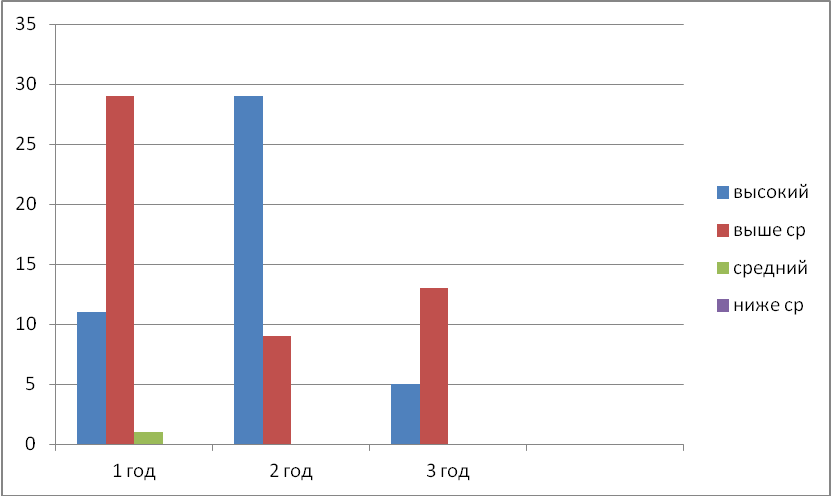 35
30
25
20
15
10
5
0
1 год 2 год 3 год
высокий
выше ср
средний
ниже ср